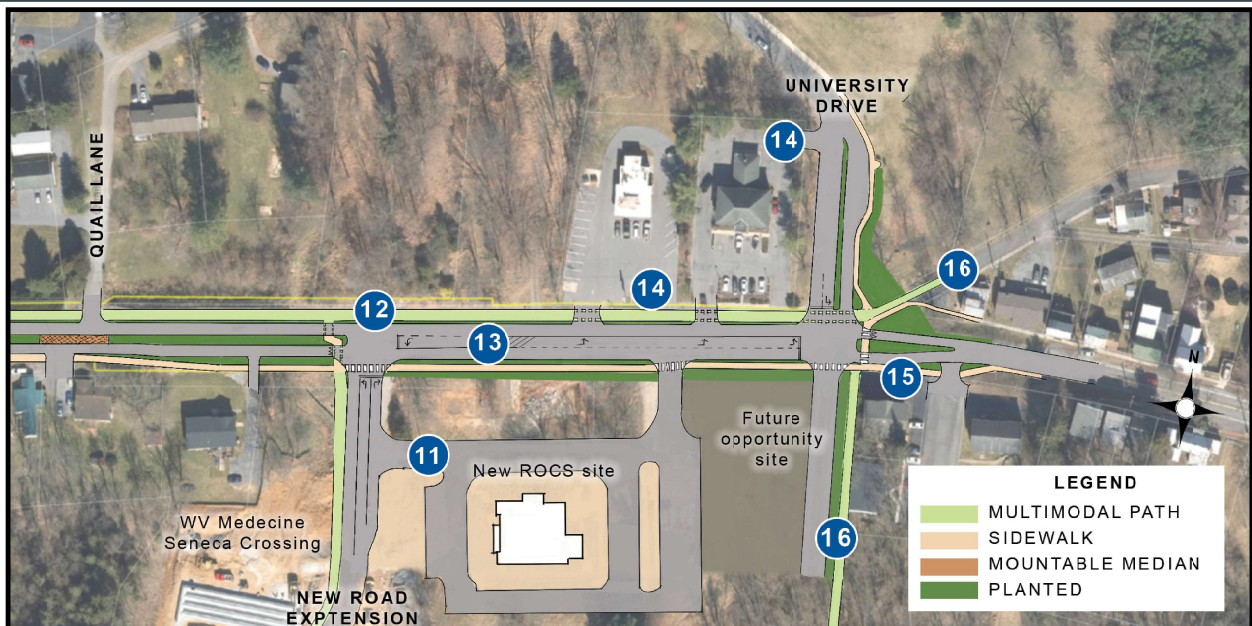 UNIVERSITY
DRIVE
14
QUAIL LANE
16
14
12
13
N
15
Future
opportunity
site
11
New ROCS site
LEGEND
MULTIMODAL PATH
SIDEWALK
MOUNTABLE MEDIAN
PLANTED
WV Medecine
Seneca Crossing
16
NEW ROAD
EXPTENSION